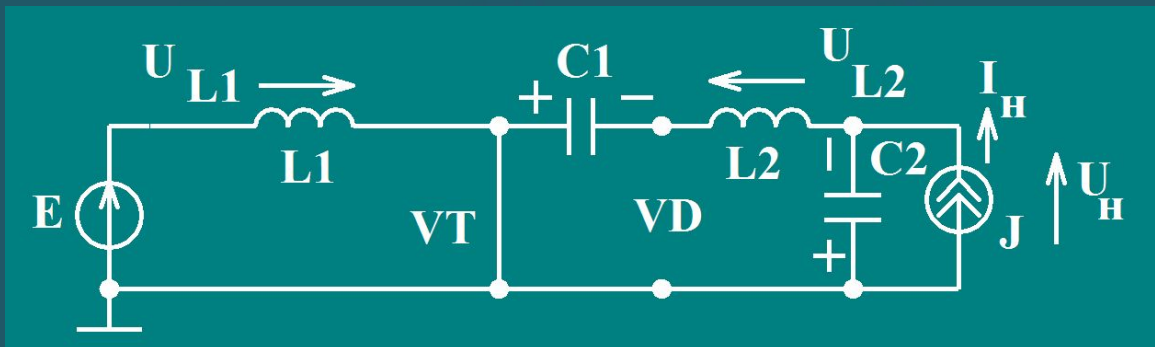 U L1
C1
U L2
I н
+ −
L1
L2
− C2
E
VT
VD
+
J
U н